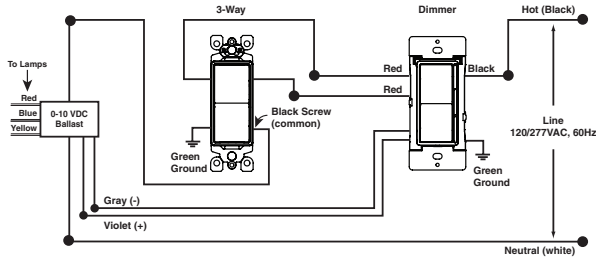 3-Way
Dimmer
Hot (Black)
To Lamps
Red
Black
Red
Red
Blue
Yellow
0-10 VDC
Ballast
Black Screw
(common)
Line
120/277VAC, 60Hz
Green
Ground
Green
Ground
Gray (-)
Violet (+)
Neutral (white)